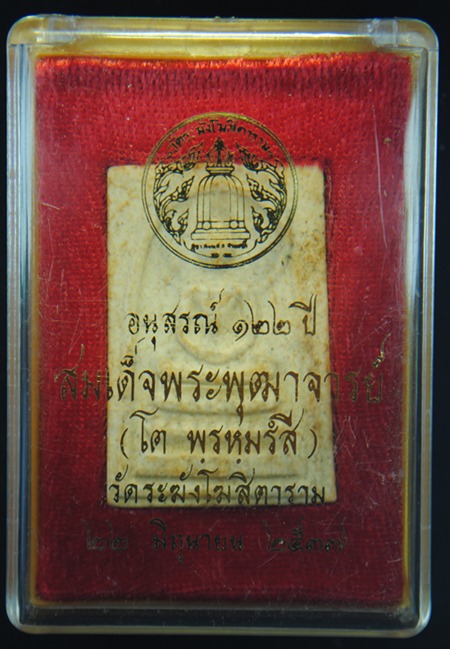 อนุสรณ์ ๑๒๒ ปี
สมเด็จพระพุฒาจารย์
(โต พฺรหฺมรํสี)
วัดระฆังโฆสิตาราม
๒๒ มิถุนายน ๒๕๓๗